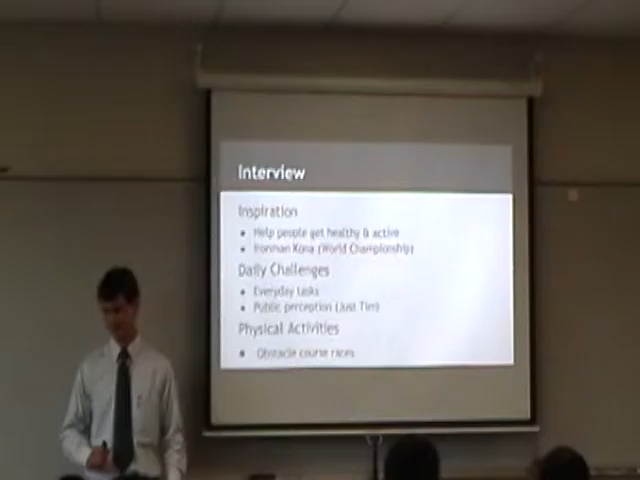 Interview
Inspiration
Help people get healthy & active
Ironman Kona (World Championship)
Daily Challenges
Everyday tasks
Public perception (Just Tim)
Physical Activities
Obstacle course races